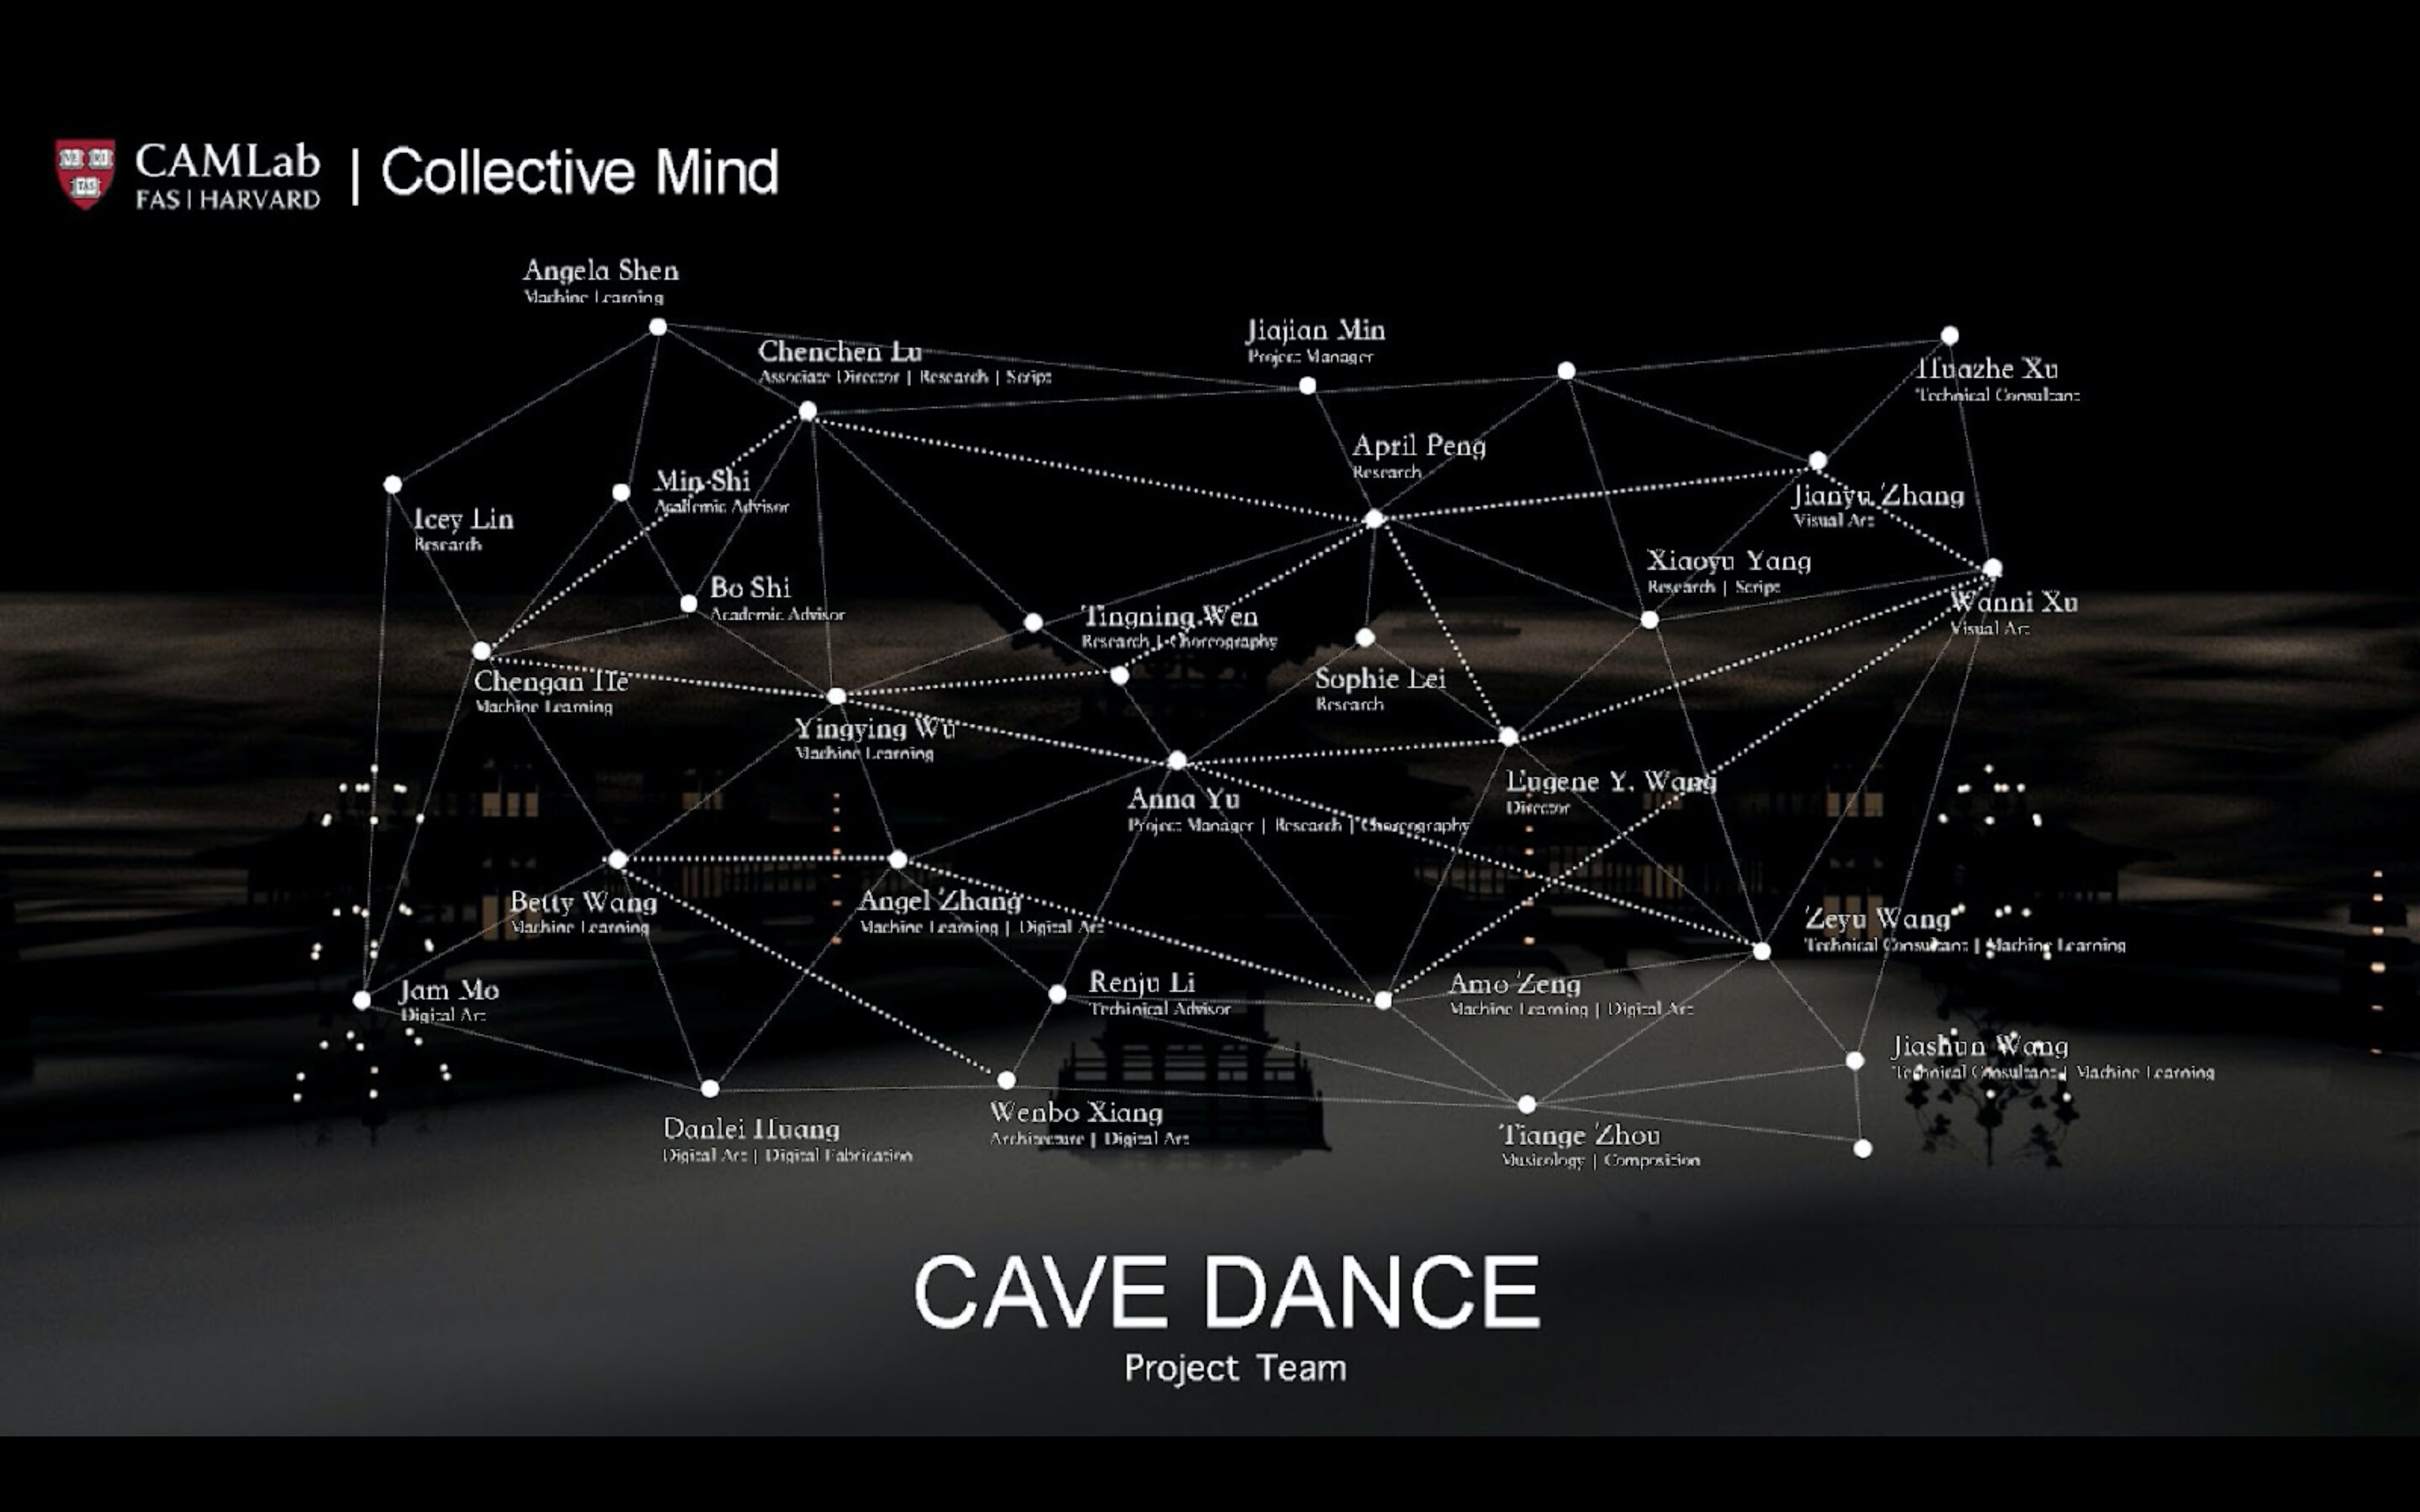 VE RI
TAS
CAMLab
FAS | HARVARD
| Collective Mind
Angela Shen
Machine Learning
Chenchen Lu
Associate Director | Research | Script
Jiajian Min
Project Manager
Huazhe Xu
Technical Consultant
April Peng
Research
Min Shi
Academic Advisor
Jianyu Zhang
Visual Art
Icey Lin
Research
Xiaoyu Yang
Research | Script
Bo Shi
Academic Advisor
Tingning Wen
Research | Choreography
Wanni Xu
Visual Art
Chengan He
Machine Learning
Sophie Lei
Research
Yingying Wu
Machine Learning
Eugene Y. Wang
Director
Anna Yu
Project Manager | Research | Choreography
Betty Wang
Machine Learning
Angel Zhang
Machine Learning | Digital Art
Zeyu Wang
Technical Consultant | Machine Learning
Jam Mo
Digital Art
Renju Li
Techinical Advisor
Amo Zeng
Machine Learning | Digital Art
Jiashun Wang
Technical Consultant | Machine Learning
Danlei Huang
Digital Art | Digital Fabrication
Wenbo Xiang
Architecture | Digital Art
Tiange Zhou
Musicology | Composition
CAVE DANCE
Project Team